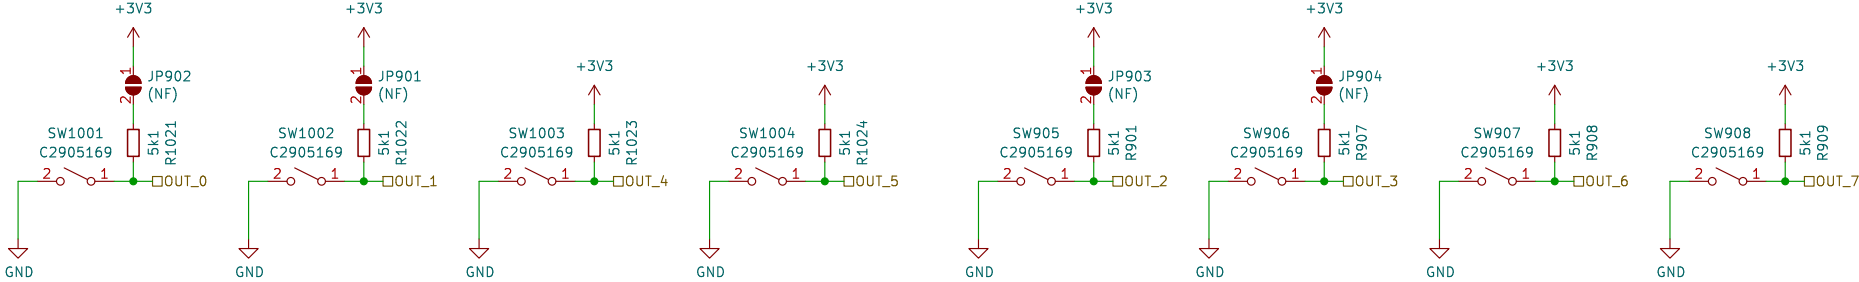 +3V3
+3V3
+3V3
+3V3
+3V3
+3V3
+3V3
+3V3
1
JP902
(NF)
2
1
JP901
(NF)
2
1
JP903
(NF)
2
1
JP904
(NF)
2
SW1001
C2905169
2
1
5k1
R1021
OUT_0
GND
SW1002
C2905169
2
1
5k1
R1022
OUT_1
GND
SW1003
C2905169
2
1
5k1
R1023
OUT_4
GND
SW1004
C2905169
2
1
5k1
R1024
OUT_5
GND
SW905
C2905169
2
1
5k1
R901
OUT_2
GND
SW906
C2905169
2
1
5k1
R907
OUT_3
GND
SW907
C2905169
2
1
5k1
R908
OUT_6
GND
SW908
C2905169
2
1
5k1
R909
OUT_7
GND